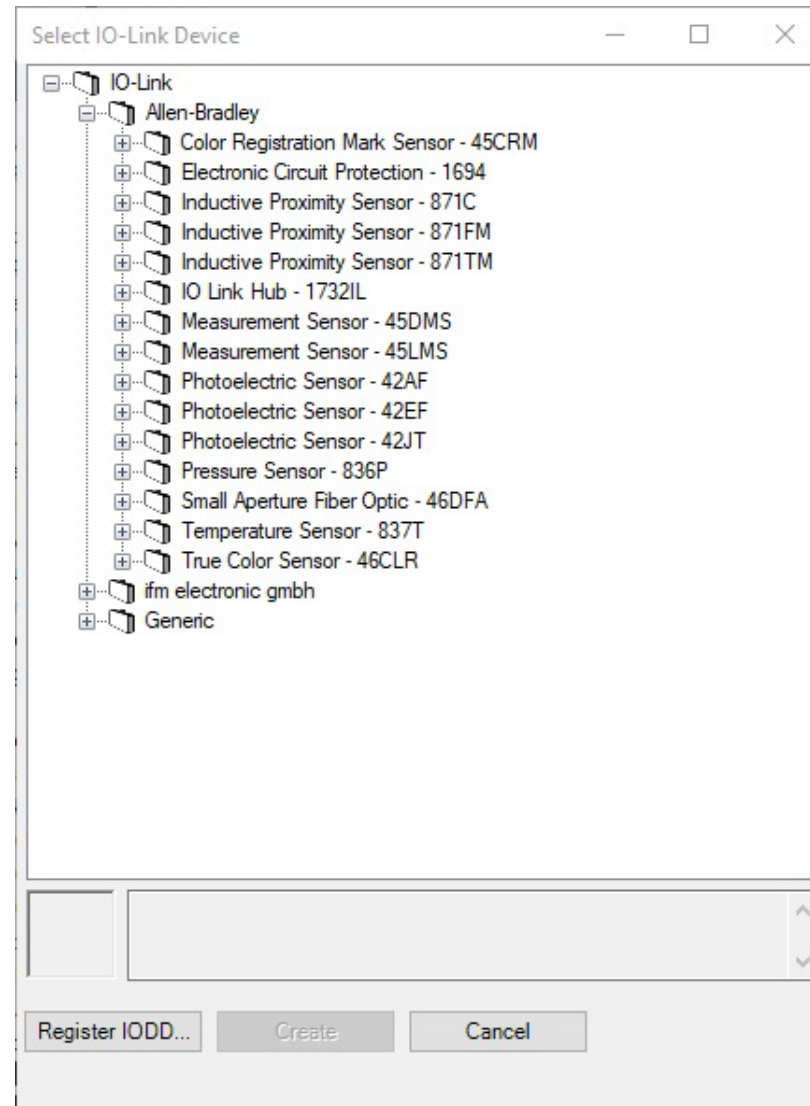 Select IO-Link Device
IO-Link
Allen-Bradley
Color Registration Mark Sensor - 45CRM
Electronic Circuit Protection - 1694
Inductive Proximity Sensor - 871C
Inductive Proximity Sensor - 871FM
Inductive Proximity Sensor - 871TM
IO Link Hub - 1732IL
Measurement Sensor - 45DMS
Measurement Sensor - 45LMS
Photoelectric Sensor - 42AF
Photoelectric Sensor - 42EF
Photoelectric Sensor - 42JT
Pressure Sensor - 836P
Small Aperture Fiber Optic - 46DFA
Temperature Sensor - 837T
True Color Sensor - 46CLR
ifm electronic gmbh
Generic
Register IODD... Create Cancel